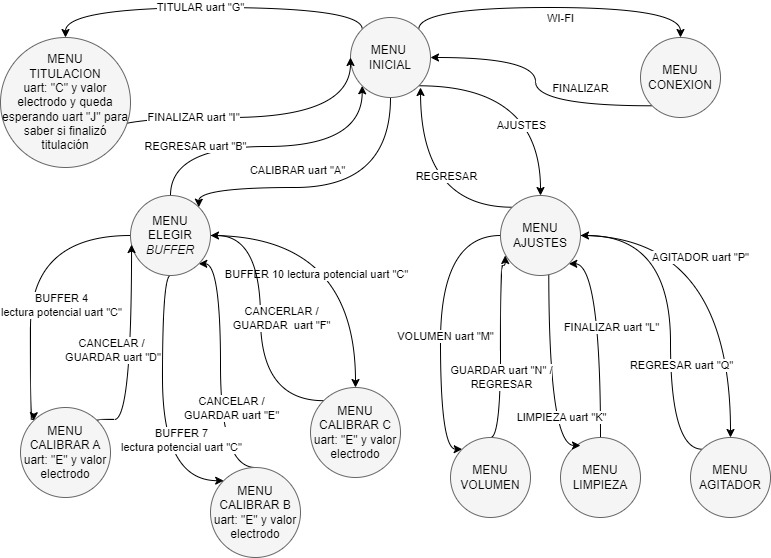 TITULAR uart "G"
WI-FI
MENU
INICIAL
MENU
TITULACION
uart: "C" y valor
electrodo y queda
esperando uart "J" para
saber si finalizó
titulación
MENU
CONEXION
FINALIZAR
FINALIZAR uart "I"
AJUSTES
REGRESAR uart "B"
CALIBRAR uart "A"
REGRESAR
MENU
ELEGIR
BUFFER
MENU
AJUSTES
AGITADOR uart "P"
BUFFER 10 lectura potencial uart "C"
BUFFER 4
lectura potencial uart "C"
CANCERLAR /
GUARDAR uart "F"
FINALIZAR uart "L"
VOLUMEN uart "M"
CANCELAR /
GUARDAR uart "D"
GUARDAR uart "N" /
REGRESAR
REGRESAR uart "Q"
CANCELAR /
GUARDAR uart "E"
LIMPIEZA uart "K"
BUFFER 7
lectura potencial uart "C"
MENU
CALIBRAR A
uart: "E" y valor
electrodo
MENU
CALIBRAR C
uart: "E" y valor
electrodo
MENU
CALIBRAR B
uart: "E" y valor
electrodo
MENU
VOLUMEN
MENU
LIMPIEZA
MENU
AGITADOR